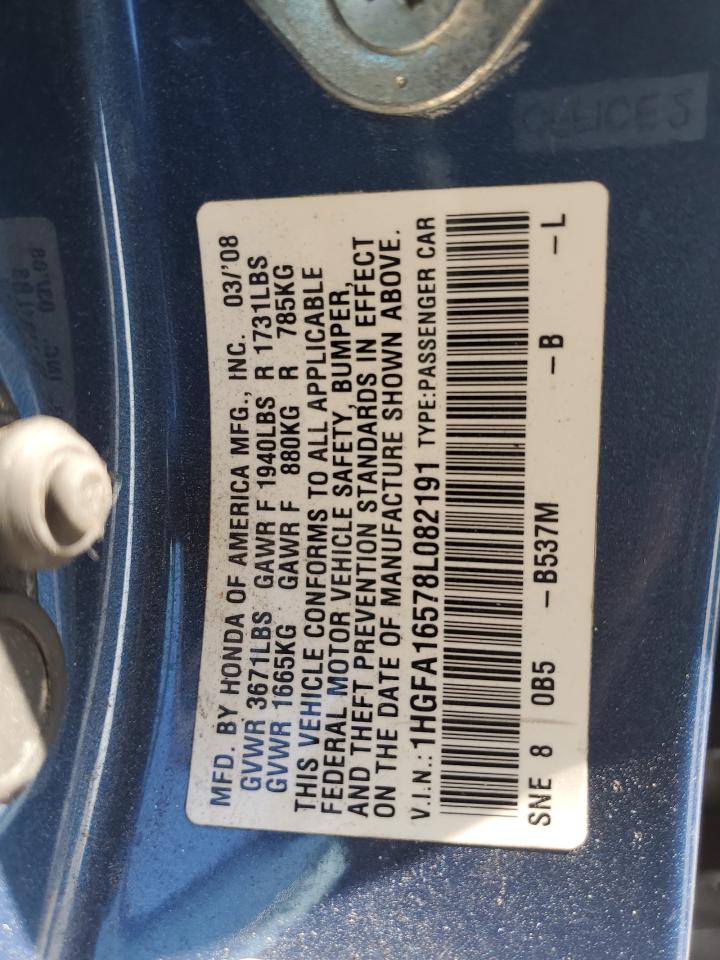 MFD. BY HONDA OF AMERICA MFG., INC. 03/'08
GVWR 3671LBS GAWR F 1940LBS R 1731LBS
GVWR 1665KG GAWR F 880KG R 785KG
THIS VEHICLE CONFORMS TO ALL APPLICABLE
FEDERAL MOTOR VEHICLE SAFETY, BUMPER,
AND THEFT PREVENTION STANDARDS IN EFFECT
ON THE DATE OF MANUFACTURE SHOWN ABOVE.
V.I.N.: 1HGFA16578L082191 TYPE:PASSENGER CAR
SNE 8 0B5 -B537M -B -L